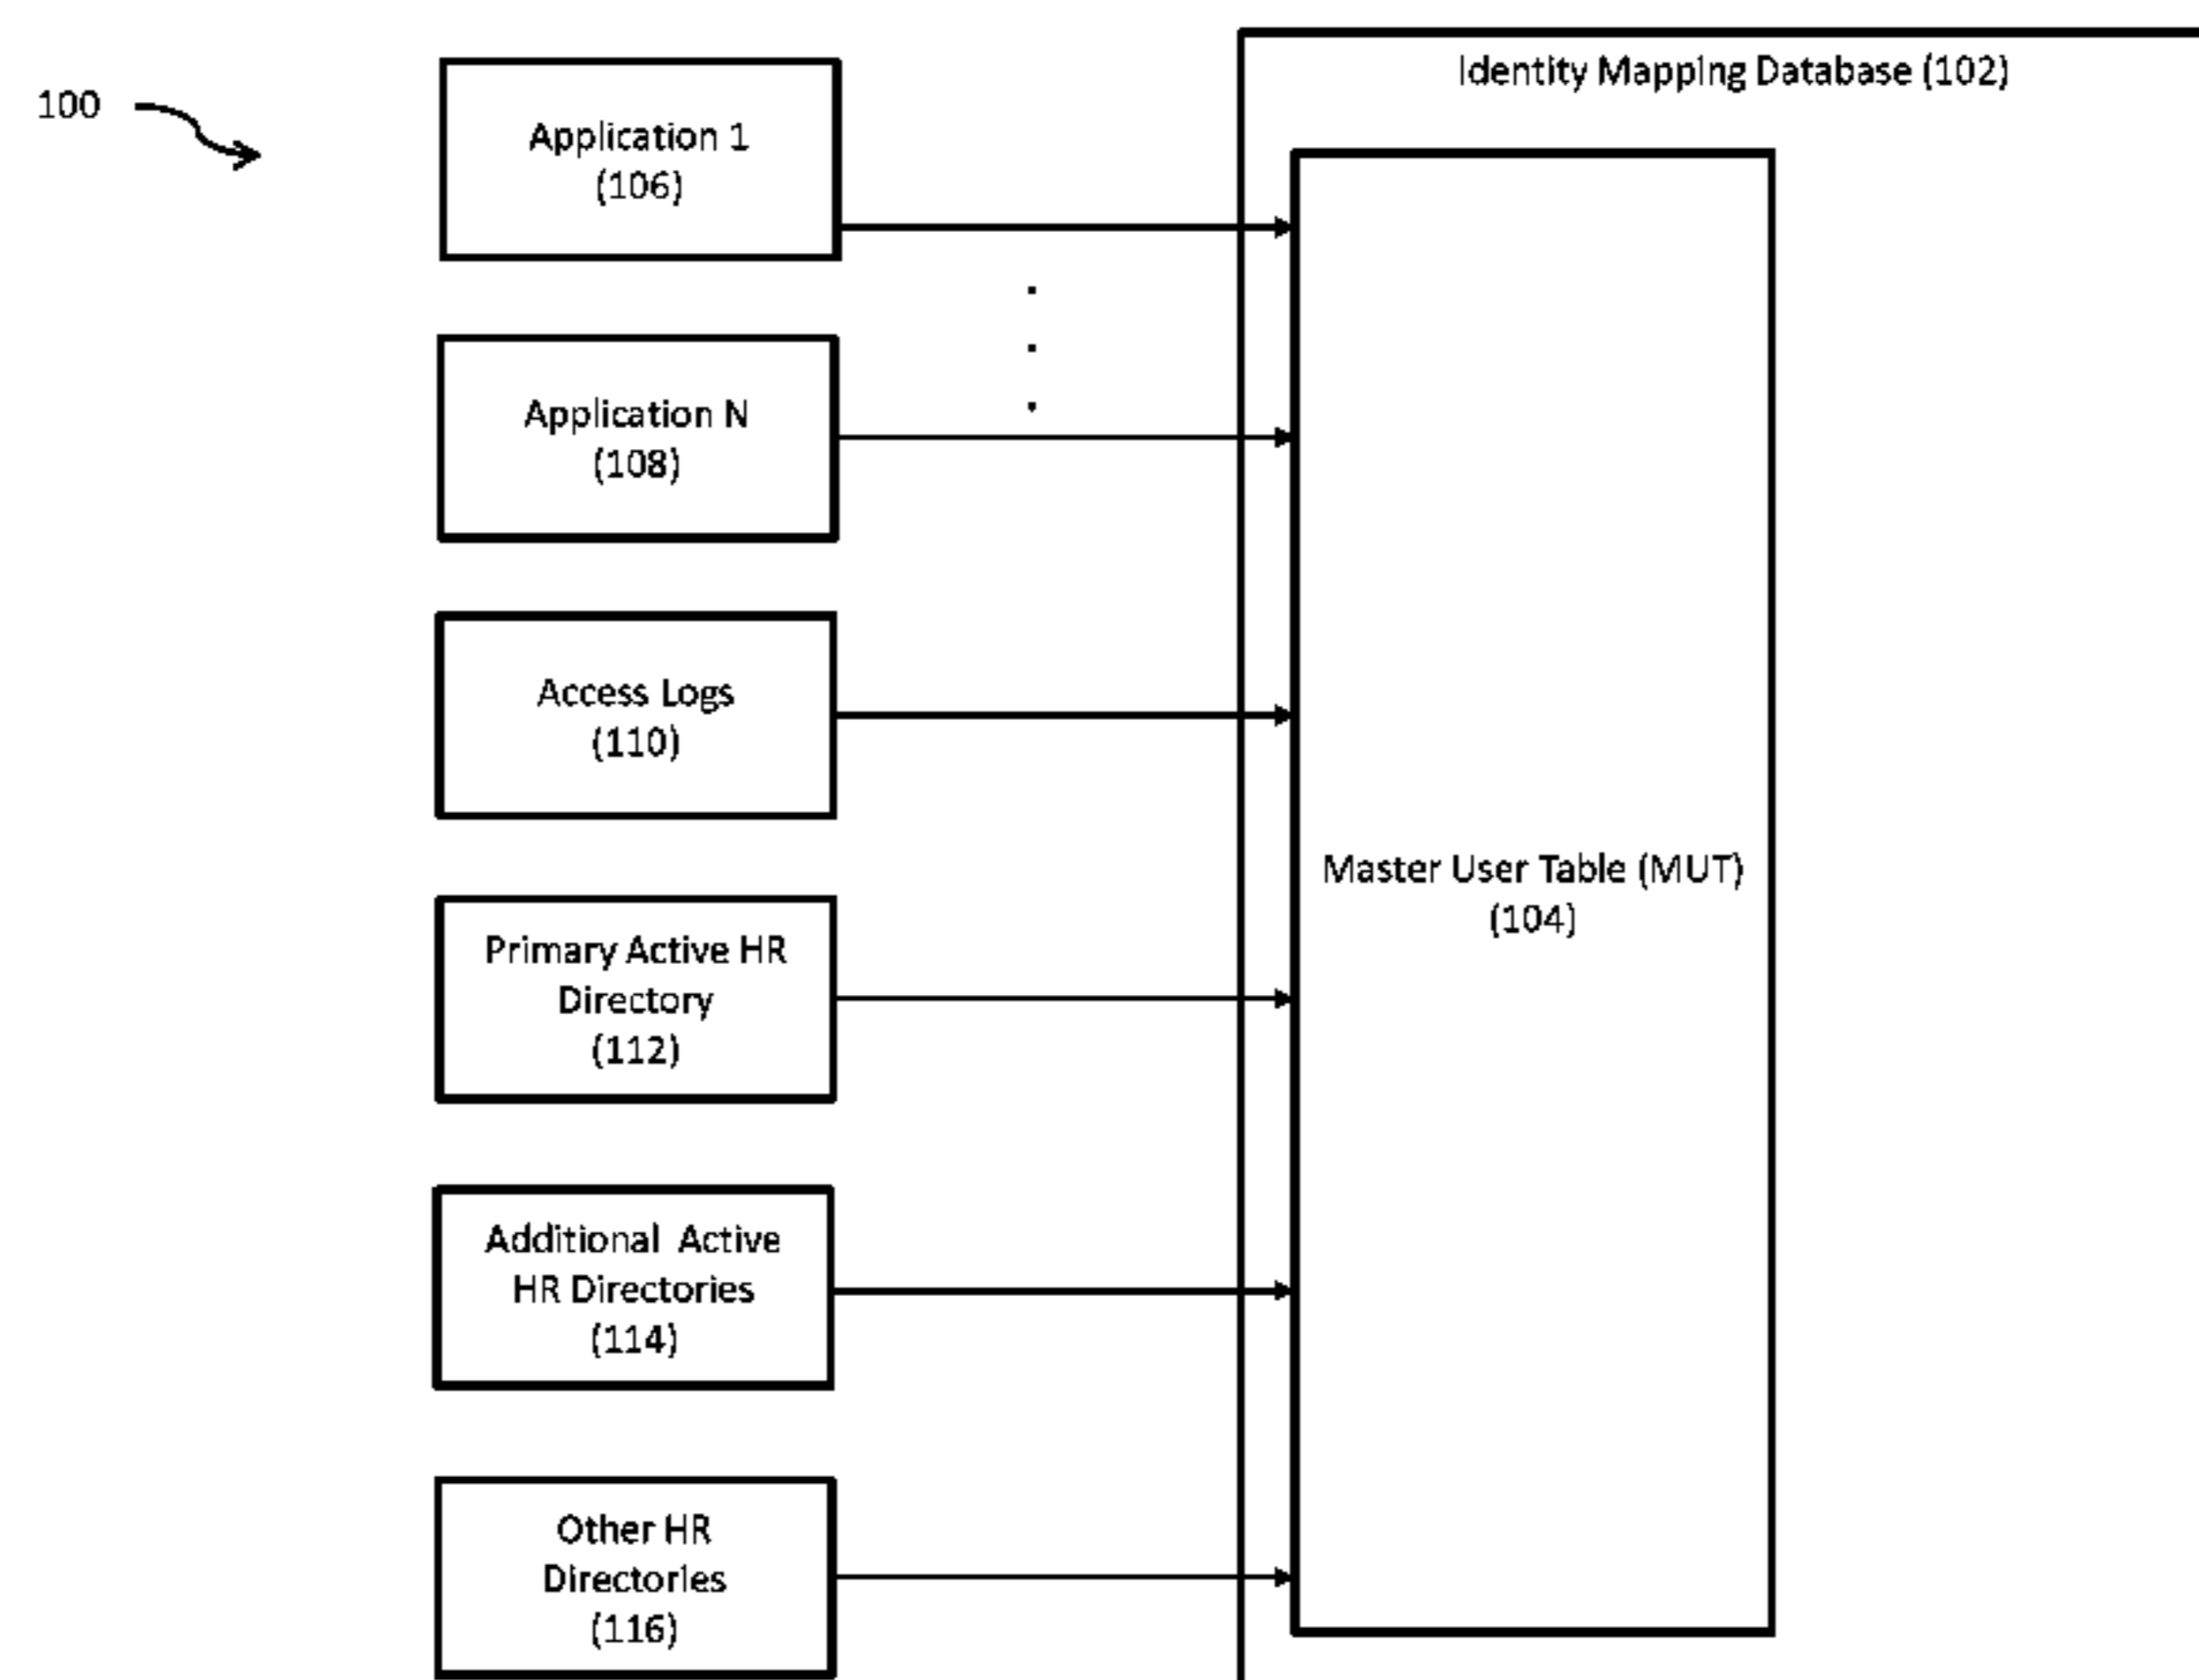 100
Application 1
(106)
Application N
(108)
Access Logs
(110)
Primary Active HR
Directory
(112)
Additional Active
HR Directories
(114)
Other HR
Directories
(116)
Identity Mapping Database (102)
Master User Table (MUT)
(104)